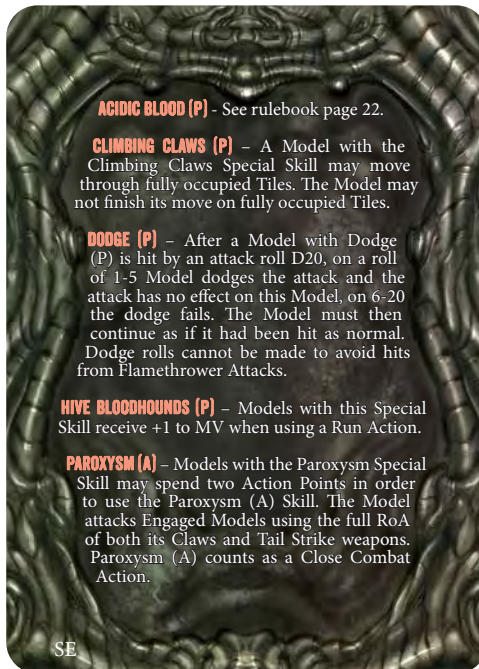 ACIDIC BLOOD (P) - See rulebook page 22.
CLIMBING CLAWS (P) – A Model with the
Climbing Claws Special Skill may move
through fully occupied Tiles. The Model may
not finish its move on fully occupied Tiles.
DODGE (P) – After a Model with Dodge
(P) is hit by an attack roll D20, on a roll
of 1-5 Model dodges the attack and the
attack has no effect on this Model, on 6-20
the dodge fails. The Model must then
continue as if it had been hit as normal.
Dodge rolls cannot be made to avoid hits
from Flamethrower Attacks.
HIVE BLOODHOUNDS (P) – Models with this Special
Skill receive +1 to MV when using a Run Action.
PAROXYSM (A) – Models with the Paroxysm Special
Skill may spend two Action Points in order
to use the Paroxysm (A) Skill. The Model
attacks Engaged Models using the full RoA
of both its Claws and Tail Strike weapons.
Paroxysm (A) counts as a Close Combat
Action.
SE